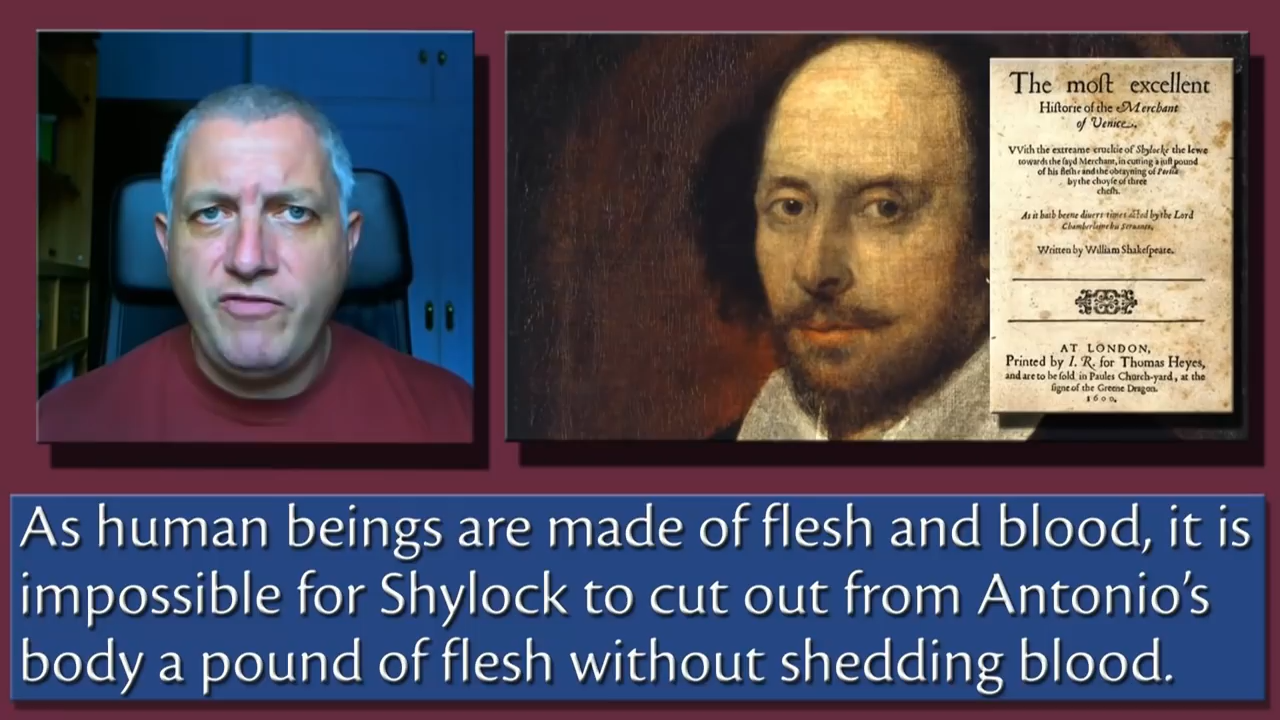 The moſt excellent
Hiſtorie of the Merchant
of Venice.
VVith the extreame crueltie of Shylocke the Iewe
towards the ſayd Merchant, in cutting a iuſt pound
of his fleſh: and the obtayning of Portia
by the choyſe of three
cheſts.
As it hath beene diuers times acted by the Lord
Chamberlaine his Seruants.
Written by William Shakeſpeare.
AT LONDON,
Printed by I. R. for Thomas Heyes,
and are to be ſold in Paules Church-yard, at the
ſigne of the Greene Dragon.
1600.
As human beings are made of flesh and blood, it is
impossible for Shylock to cut out from Antonio’s
body a pound of flesh without shedding blood.